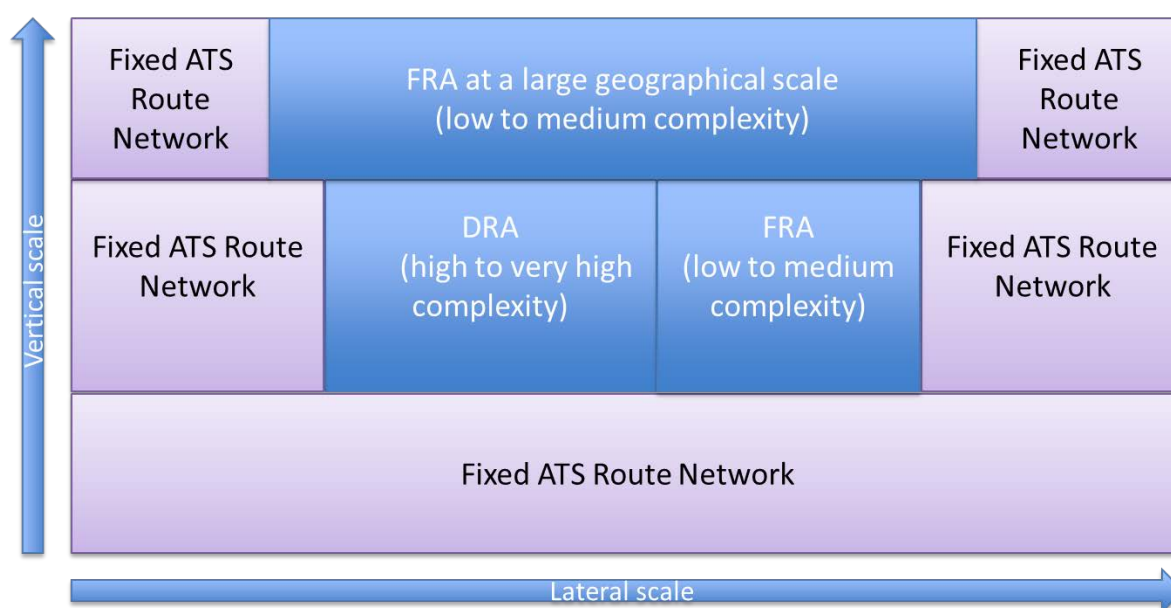 Fixed ATS
Route
Network
FRA at a large geographical scale
(low to medium complexity)
Fixed ATS
Route
Network
Vertical scale
Fixed ATS Route
Network
DRA
(high to very high
complexity)
FRA
(low to medium
complexity)
Fixed ATS Route
Network
Fixed ATS Route Network
Lateral scale